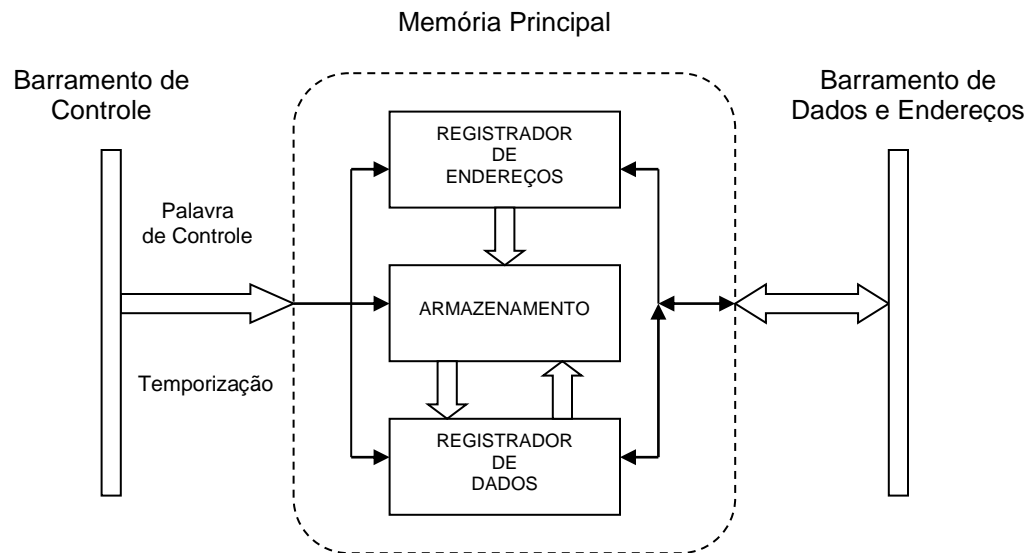 Memória Principal
Barramento de
Controle
Barramento de
Dados e Endereços
REGISTRADOR
DE
ENDEREÇOS
Palavra
de Controle
ARMAZENAMENTO
Temporização
REGISTRADOR
DE
DADOS